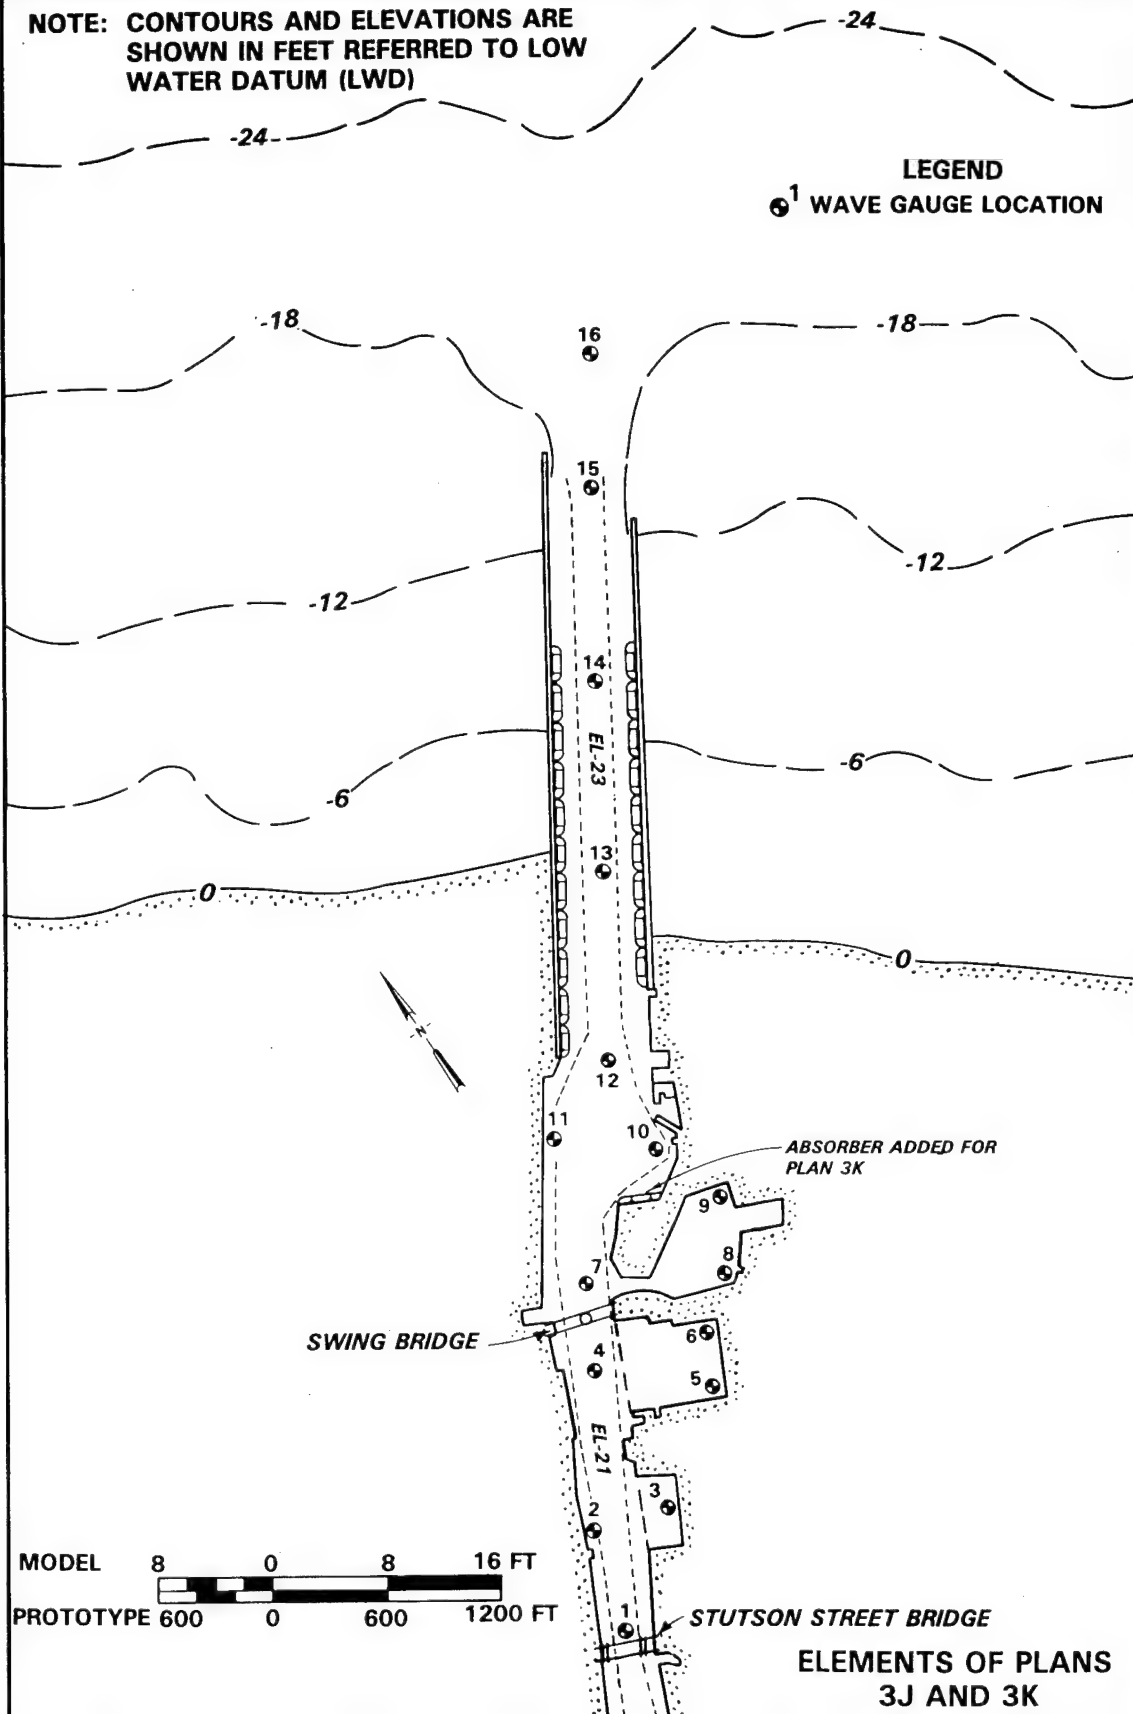 NOTE: CONTOURS AND ELEVATIONS ARE
SHOWN IN FEET REFERRED TO LOW
WATER DATUM (LWD)
-24
-24
LEGEND
1 WAVE GAUGE LOCATION
-18
-18
16
15
-12
-12
14
EL-23
-6
-6
13
0
0
N
12
11
10
ABSORBER ADDED FOR
PLAN 3K
9
8
7
SWING BRIDGE
6
4
5
EL-21
3
2
MODEL 8 0 8 16 FT
PROTOTYPE 600 0 600 1200 FT
1
STUTSON STREET BRIDGE
ELEMENTS OF PLANS
3J AND 3K